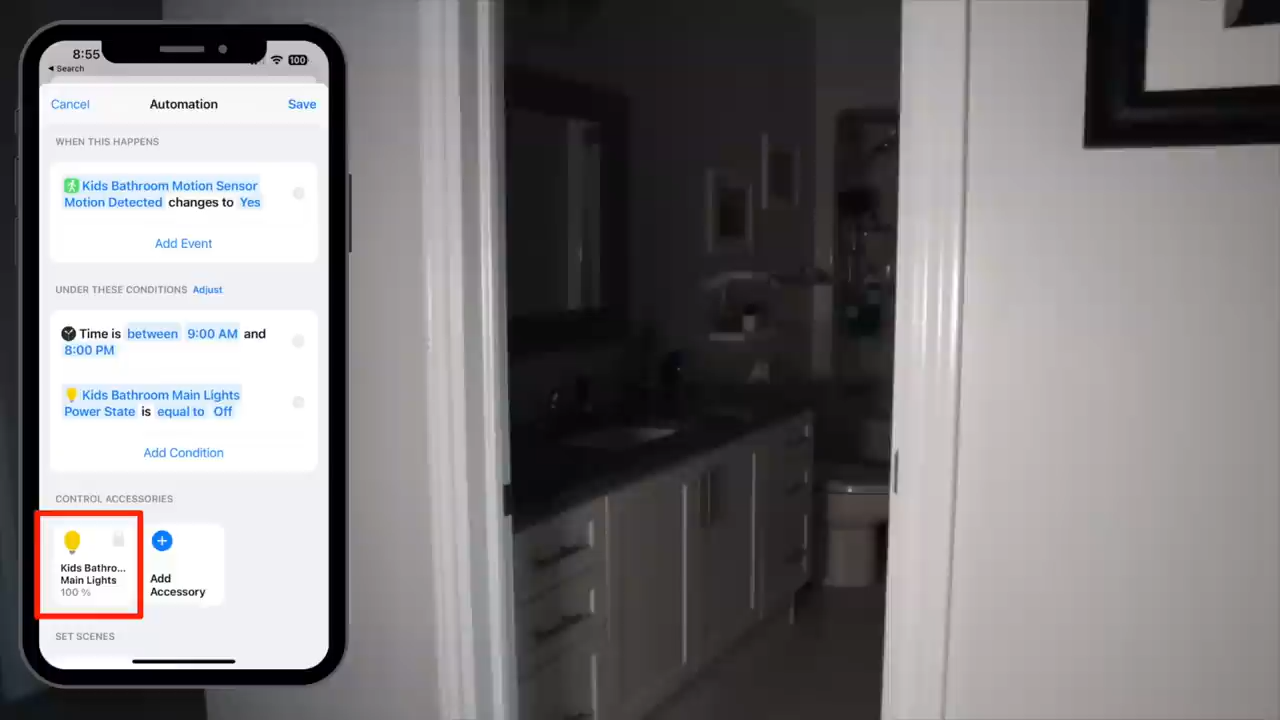 8:55
100
Search
Cancel
Automation
Save
WHEN THIS HAPPENS
Kids Bathroom Motion Sensor
Motion Detected changes to Yes
Add Event
UNDER THESE CONDITIONS Adjust
Time is between 9:00 AM and
8:00 PM
Kids Bathroom Main Lights
Power State is equal to Off
Add Condition
CONTROL ACCESSORIES
Kids Bathro...
Main Lights
100 %
Add
Accessory
SET SCENES